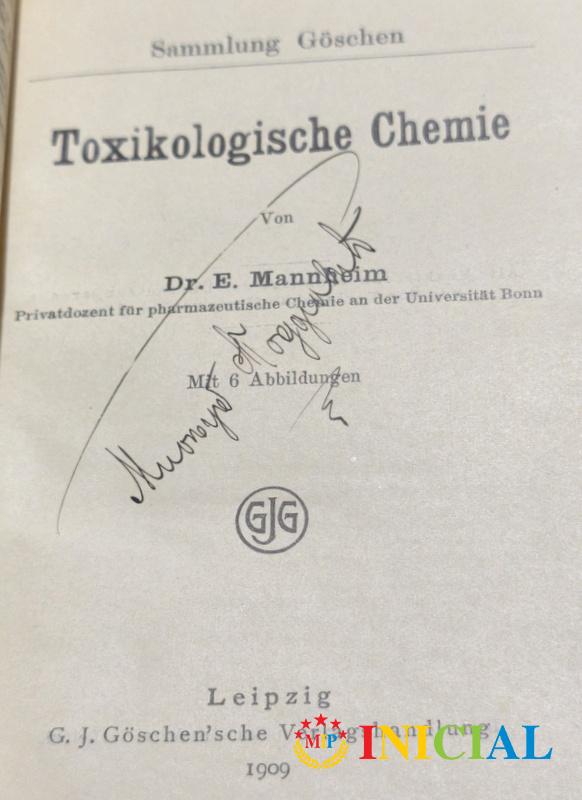 Sammlung Göschen
Toxikologische Chemie
Von
Dr. E. Mannheim
Privatdozent für pharmazeutische Chemie an der Universität Bonn
Mit 6 Abbildungen
GJG
Leipzig
G. J. Göschen'sche Verlagshandlung
1909
MP INICIAL